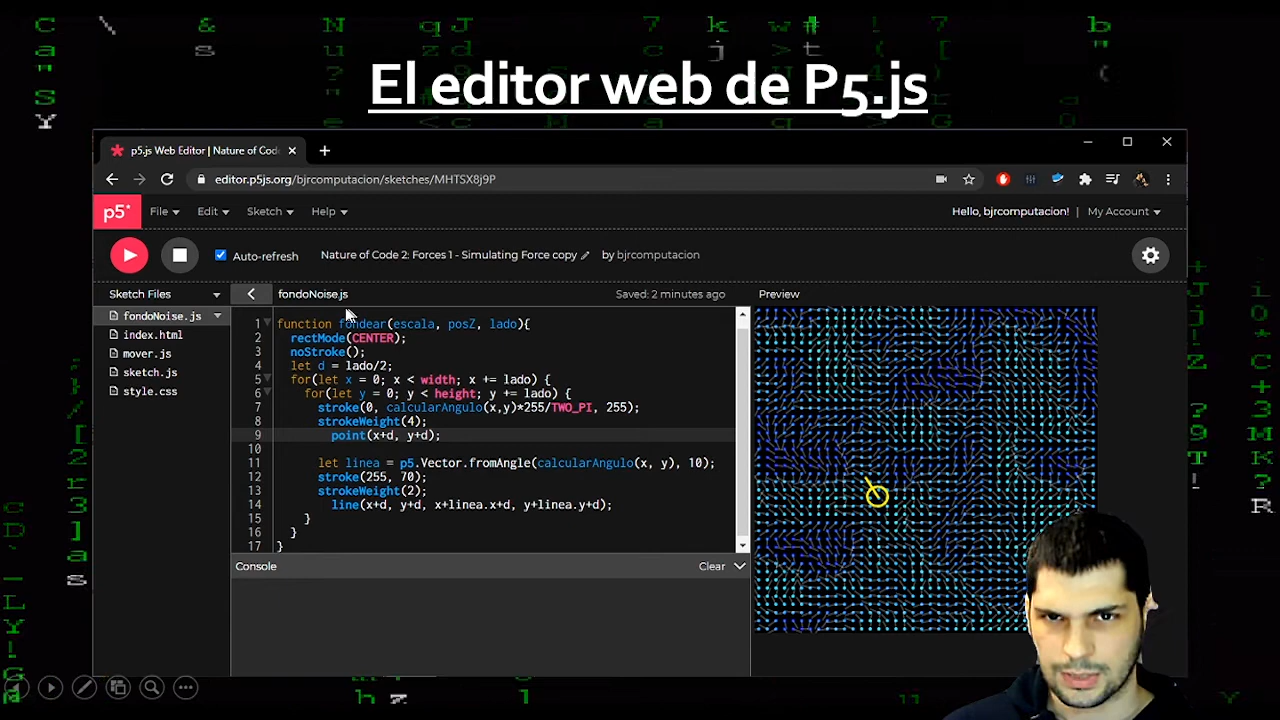 El editor web de P5.js
p5.js Web Editor | Nature of Cod
editor.p5js.org/bjrcomputacion/sketches/MHTSX8j9P
p5* File Edit Sketch Help Hello, bjrcomputacion! | My Account
Auto-refresh Nature of Code 2: Forces 1 - Simulating Force copy by bjrcomputacion
Sketch Files fondoNoise.js Saved: 2 minutes ago Preview
fondoNoise.js
index.html
mover.js
sketch.js
style.css
1 function fondear(escala, posZ, lado){
2 rectMode(CENTER);
3 noStroke();
4 let d = lado/2;
5 for(let x = 0; x < width; x += lado) {
6 for(let y = 0; y < height; y += lado) {
7 stroke(0, calcularAngulo(x,y)*255/TWO_PI, 255);
8 strokeWeight(4);
9 point(x+d, y+d);
10
11 let linea = p5.Vector.fromAngle(calcularAngulo(x, y), 10);
12 stroke(255, 70);
13 strokeWeight(2);
14 line(x+d, y+d, x+linea.x+d, y+linea.y+d);
15 }
16 }
17 }
Console Clear